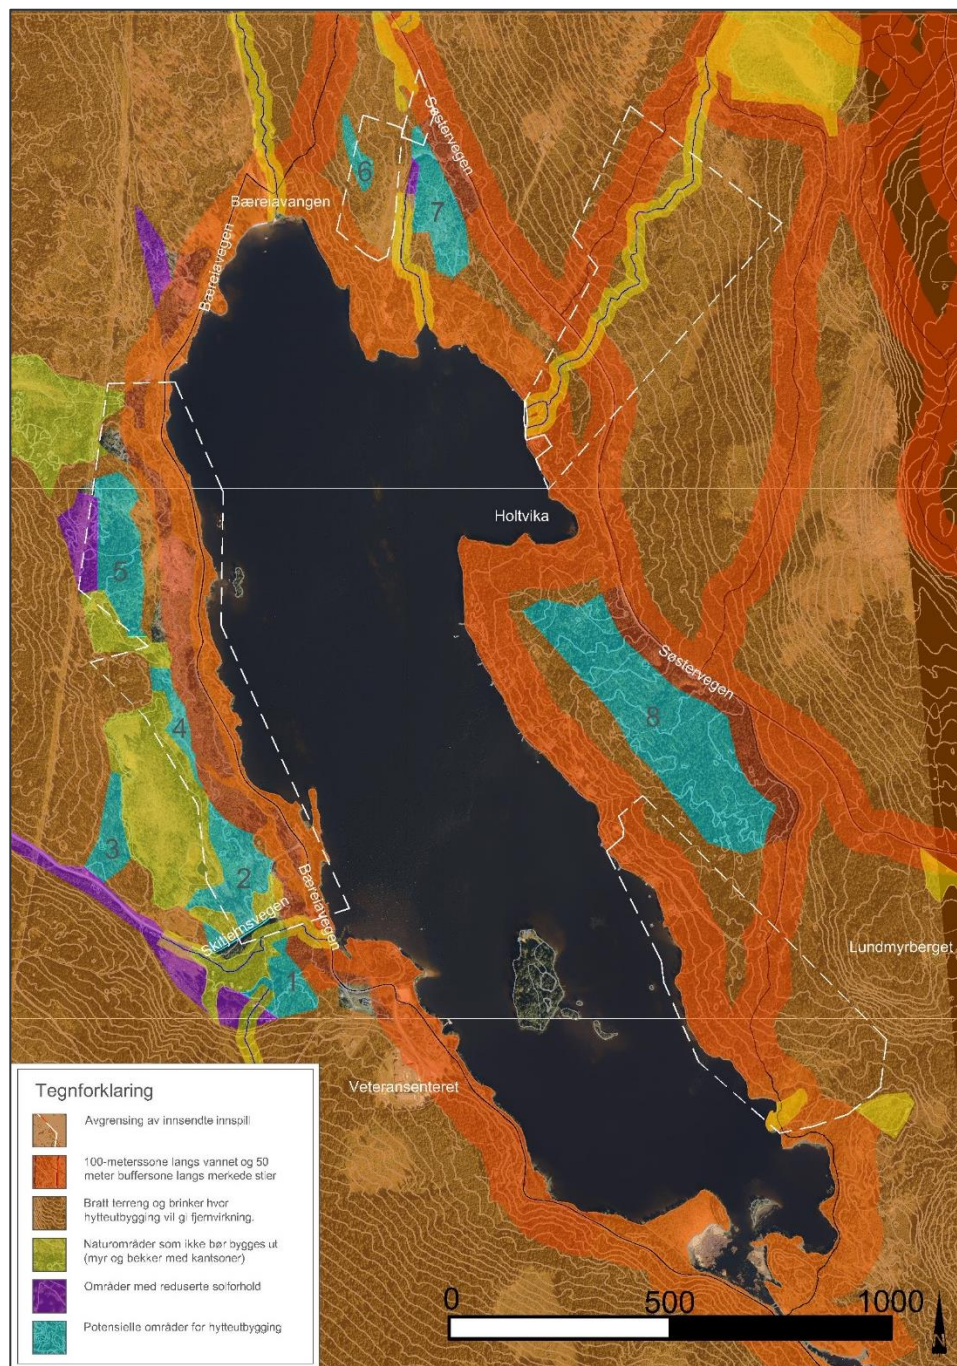 Søstervegen
6
Bærelavangen
7
Bærelavegen
Holtvika
5
Søstervegen
8
4
3
2
Bærelavegen
Skitjernsvegen
1
Lundmyrberget
Veteransenteret
Tegnforklaring
Avgrensing av innsendte innspill
100-meterssone langs vannet og 50
meter buffersone langs merkede stier
Bratt terreng og brinker hvor
hytteutbygging vil gi fjernvirkning.
Naturområder som ikke bør bygges ut
(myr og bekker med kantsoner)
Områder med reduserte solforhold
Potensielle områder for hytteutbygging
0 500 1000
N